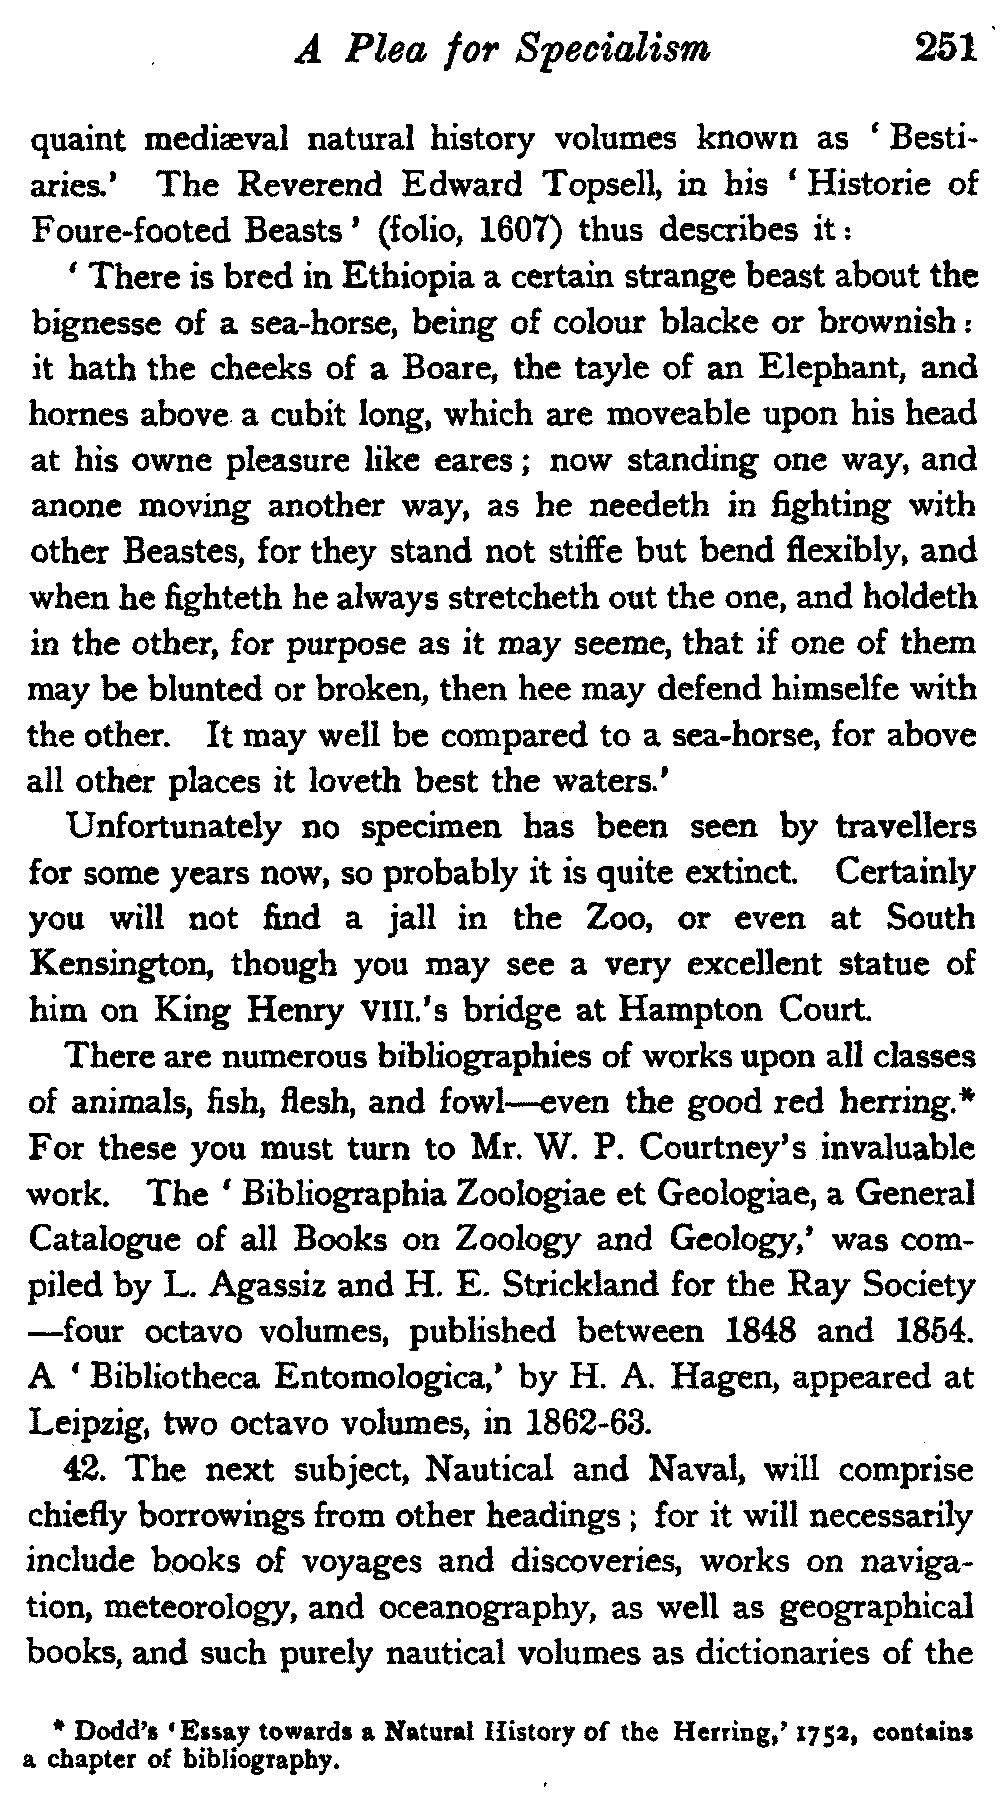 A Plea for Specialism 251
quaint mediæval natural history volumes known as ‘ Besti-
aries.’ The Reverend Edward Topsell, in his ‘ Historie of
Foure-footed Beasts ’ (folio, 1607) thus describes it :
‘ There is bred in Ethiopia a certain strange beast about the
bignesse of a sea-horse, being of colour blacke or brownish :
it hath the cheeks of a Boare, the tayle of an Elephant, and
hornes above a cubit long, which are moveable upon his head
at his owne pleasure like eares ; now standing one way, and
anone moving another way, as he needeth in fighting with
other Beastes, for they stand not stiffe but bend flexibly, and
when he fighteth he always stretcheth out the one, and holdeth
in the other, for purpose as it may seeme, that if one of them
may be blunted or broken, then hee may defend himselfe with
the other. It may well be compared to a sea-horse, for above
all other places it loveth best the waters.’
Unfortunately no specimen has been seen by travellers
for some years now, so probably it is quite extinct. Certainly
you will not find a jall in the Zoo, or even at South
Kensington, though you may see a very excellent statue of
him on King Henry VIII.’s bridge at Hampton Court.
There are numerous bibliographies of works upon all classes
of animals, fish, flesh, and fowl—even the good red herring.*
For these you must turn to Mr. W. P. Courtney’s invaluable
work. The ‘ Bibliographia Zoologiae et Geologiae, a General
Catalogue of all Books on Zoology and Geology,’ was com-
piled by L. Agassiz and H. E. Strickland for the Ray Society
—four octavo volumes, published between 1848 and 1854.
A ‘ Bibliotheca Entomologica,’ by H. A. Hagen, appeared at
Leipzig, two octavo volumes, in 1862-63.
42. The next subject, Nautical and Naval, will comprise
chiefly borrowings from other headings ; for it will necessarily
include books of voyages and discoveries, works on naviga-
tion, meteorology, and oceanography, as well as geographical
books, and such purely nautical volumes as dictionaries of the
* Dodd’s ‘ Essay towards a Natural History of the Herring,’ 1752, contains
a chapter of bibliography.